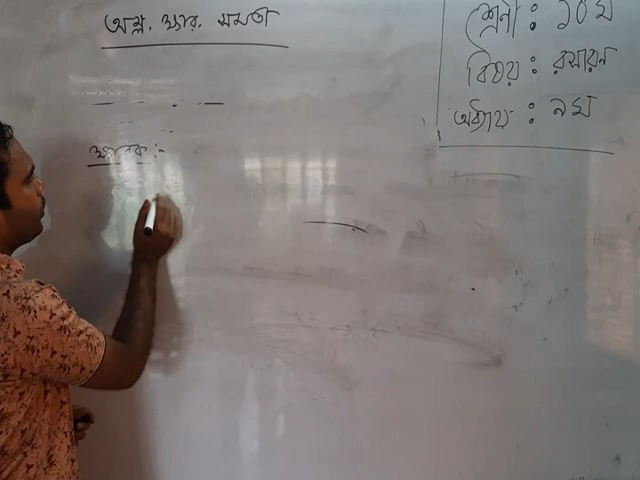 অম্ল, ক্ষার, সমতা
শ্রেণী : ১০ম
বিষয় : রসায়ন
অধ্যায় : ৯ম
ক্ষারক :-